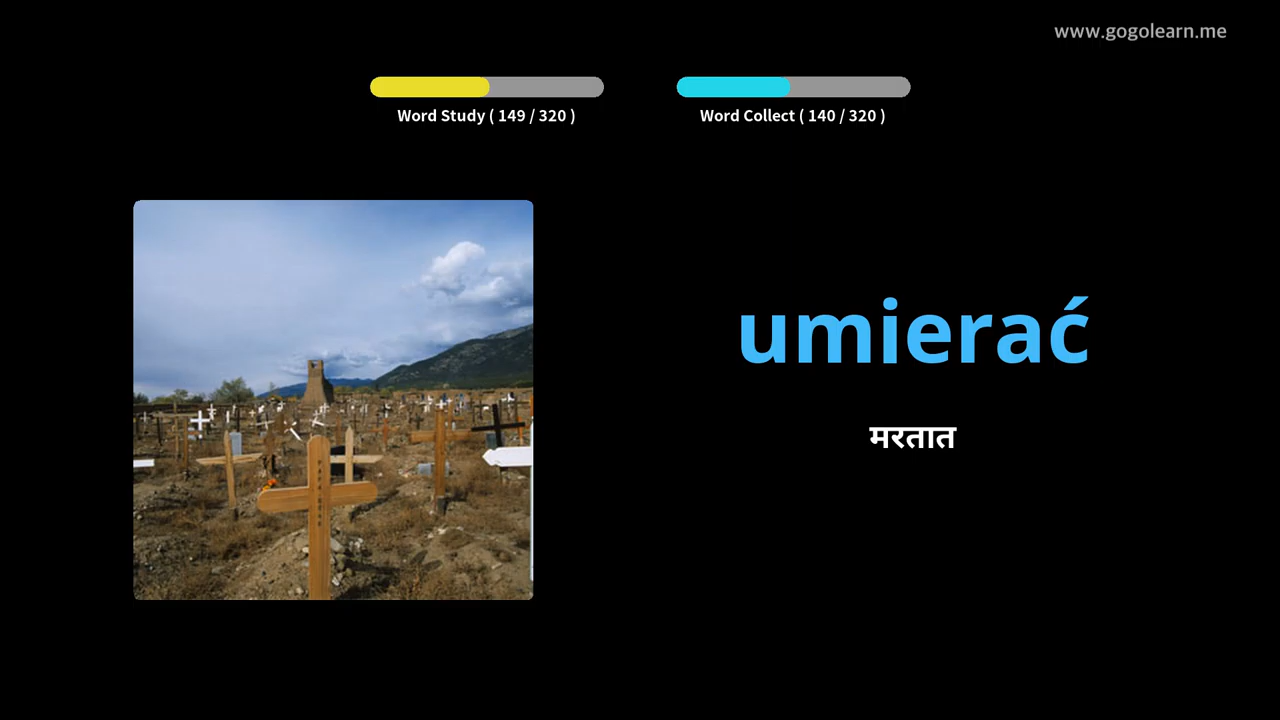 www.gogolearn.me
Word Study ( 149 / 320 )
Word Collect ( 140 / 320 )
umierać
मरतात